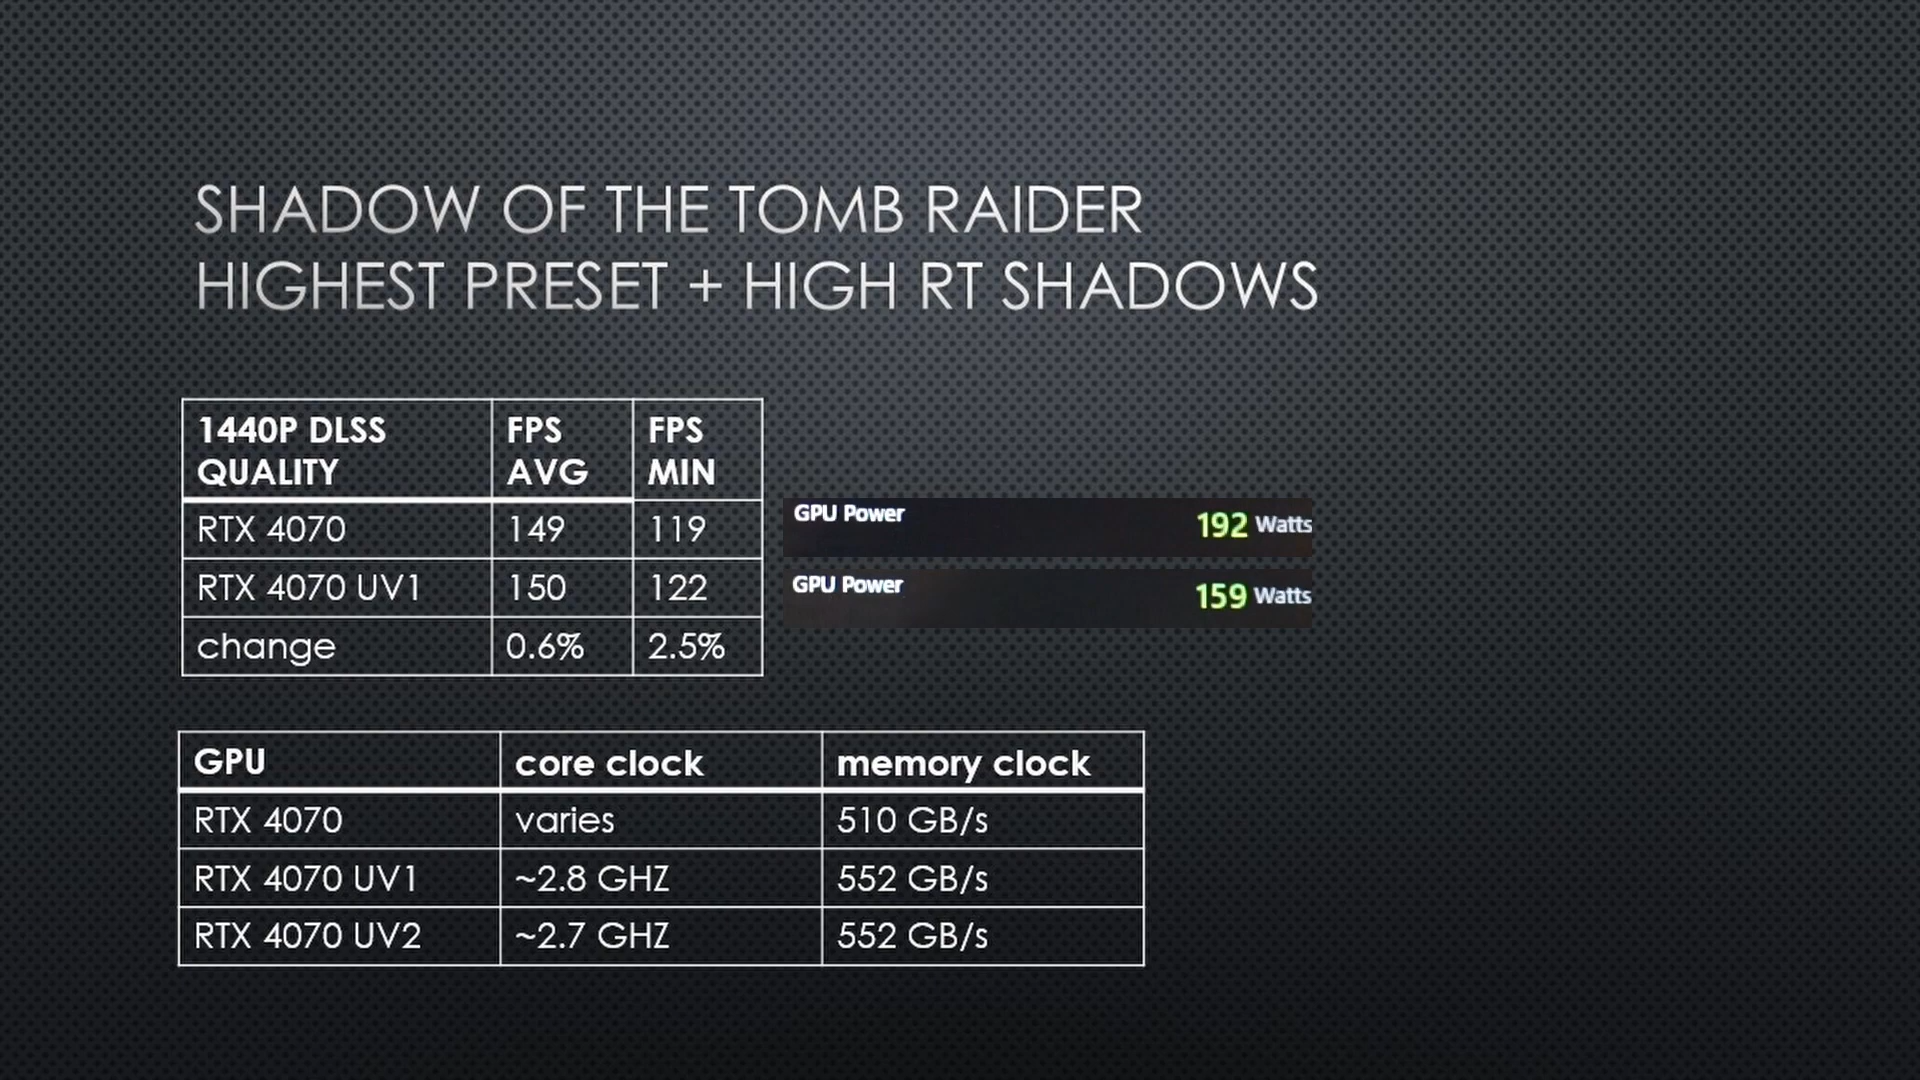 SHADOW OF THE TOMB RAIDER
HIGHEST PRESET + HIGH RT SHADOWS
1440P DLSS QUALITY FPS AVG FPS MIN
RTX 4070 149 119
GPU Power 192 Watts
RTX 4070 UV1 150 122
GPU Power 159 Watts
change 0.6% 2.5%
GPU core clock memory clock
RTX 4070 varies 510 GB/s
RTX 4070 UV1 ~2.8 GHZ 552 GB/s
RTX 4070 UV2 ~2.7 GHZ 552 GB/s